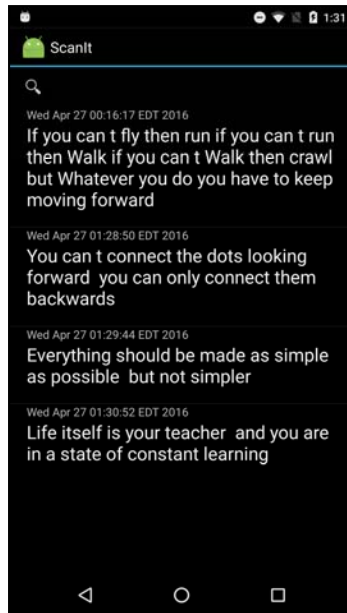 1:31
ScanIt
Wed Apr 27 00:16:17 EDT 2016
If you can t fly then run if you can t run
then Walk if you can t Walk then crawl
but Whatever you do you have to keep
moving forward
Wed Apr 27 01:28:50 EDT 2016
You can t connect the dots looking
forward  you can only connect them
backwards
Wed Apr 27 01:29:44 EDT 2016
Everything should be made as simple
as possible  but not simpler
Wed Apr 27 01:30:52 EDT 2016
Life itself is your teacher  and you are
in a state of constant learning